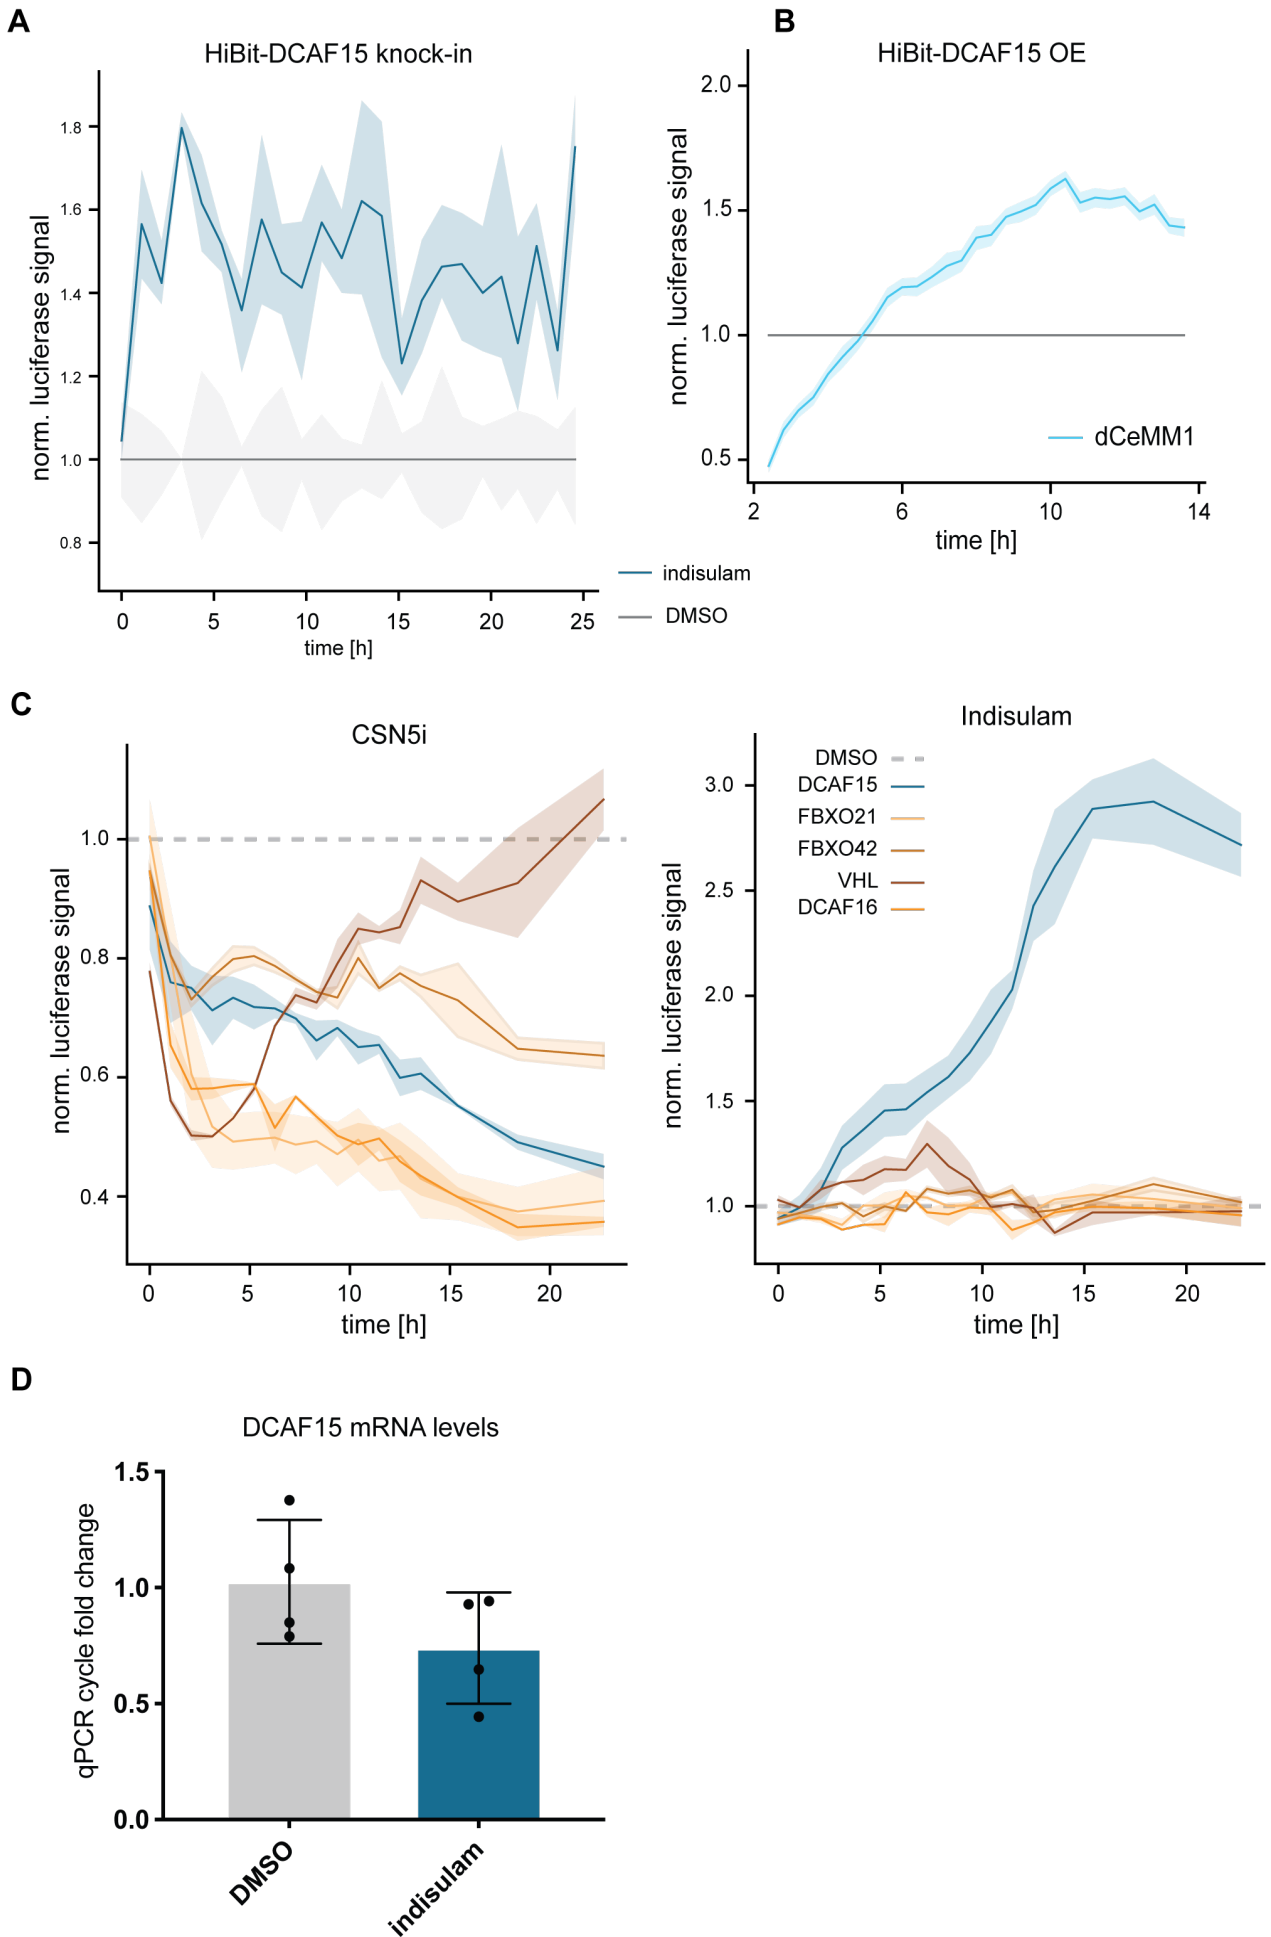 A
HiBit-DCAF15 knock-in
norm. luciferase signal
1.8
1.6
1.4
1.2
1.0
0.8
0 5 10 15 20 25
time [h]
indisulam
DMSO
B
HiBit-DCAF15 OE
norm. luciferase signal
2.0
1.5
1.0
0.5
dCeMM1
2 6 10 14
time [h]
C
CSN5i
norm. luciferase signal
1.0
0.8
0.6
0.4
0 5 10 15 20
time [h]
Indisulam
norm. luciferase signal
3.0
2.5
2.0
1.5
1.0
DMSO
DCAF15
FBXO21
FBXO42
VHL
DCAF16
0 5 10 15 20
time [h]
D
DCAF15 mRNA levels
qPCR cycle fold change
1.5
1.0
0.5
0.0
DMSO
indisulam